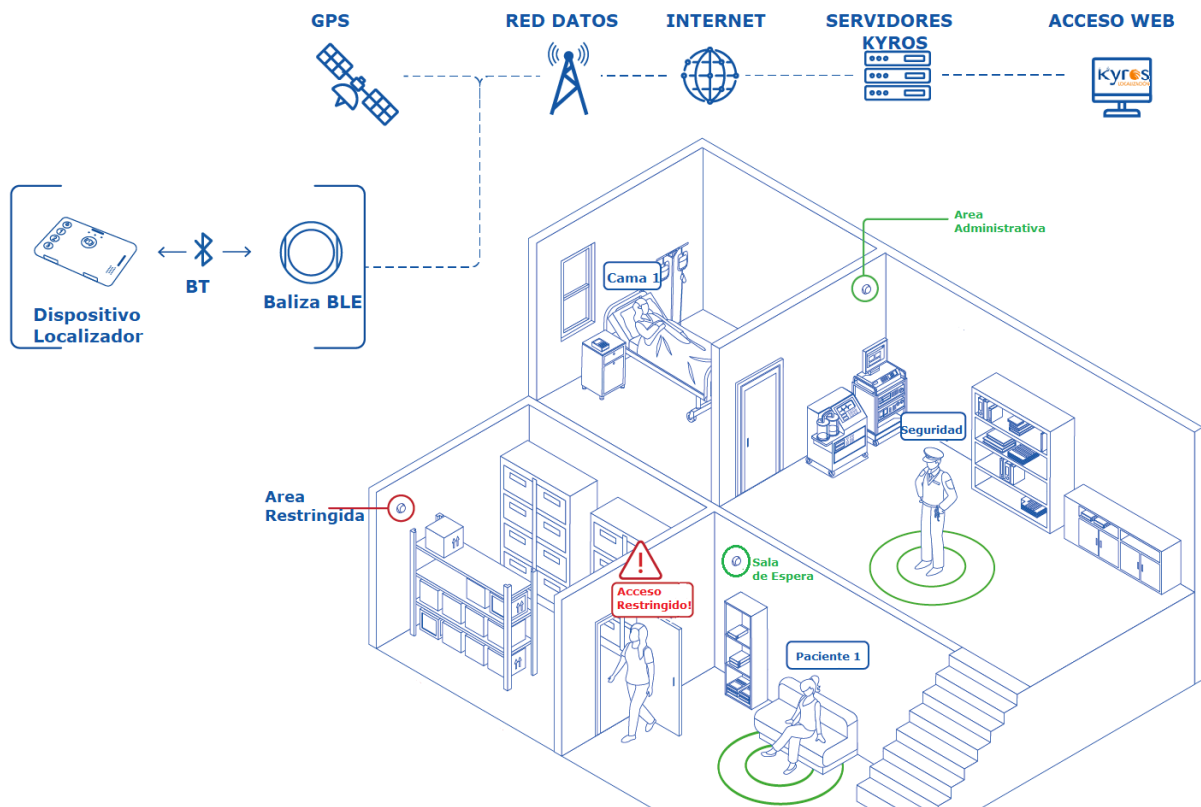 GPS
RED DATOS
INTERNET
SERVIDORES
KYROS
ACCESO WEB
Kyros
LOCALIZACIÓN
BT
Dispositivo
Localizador
Baliza BLE
Area
Administrativa
Cama 1
Seguridad
Area
Restringida
Sala
de Espera
Acceso
Restringido!
Paciente 1